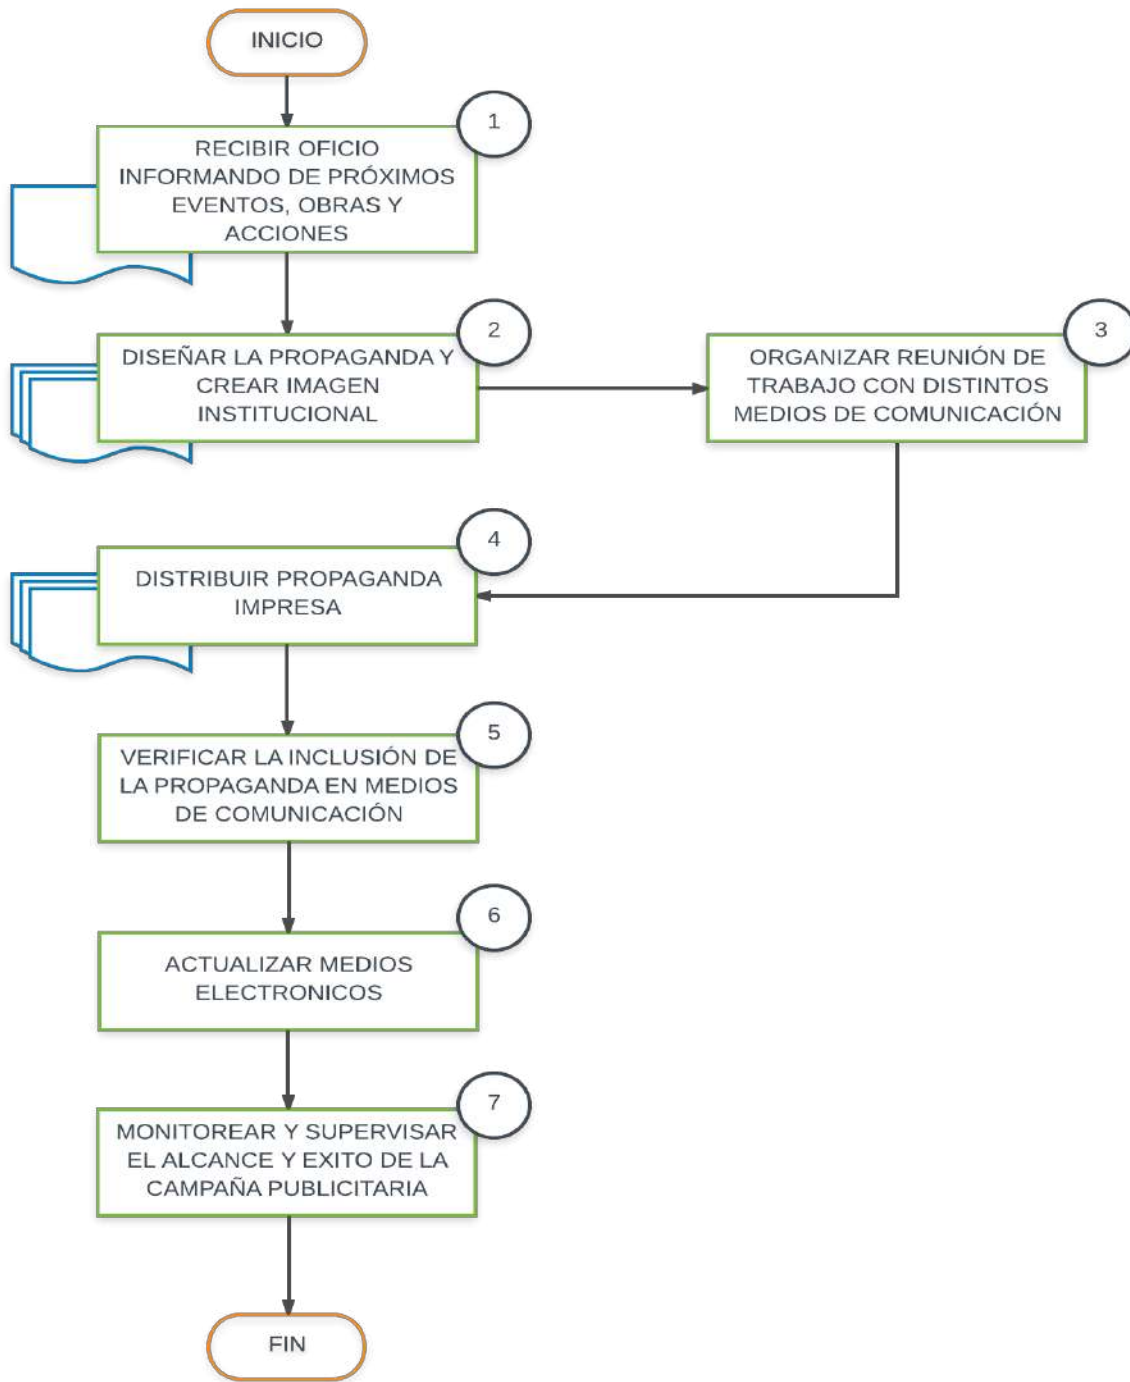 INICIO
1
RECIBIR OFICIO
INFORMANDO DE PRÓXIMOS
EVENTOS, OBRAS Y
ACCIONES
2
DISEÑAR LA PROPAGANDA Y
CREAR IMAGEN
INSTITUCIONAL
3
ORGANIZAR REUNIÓN DE
TRABAJO CON DISTINTOS
MEDIOS DE COMUNICACIÓN
4
DISTRIBUIR PROPAGANDA
IMPRESA
5
VERIFICAR LA INCLUSIÓN DE
LA PROPAGANDA EN MEDIOS
DE COMUNICACIÓN
6
ACTUALIZAR MEDIOS
ELECTRONICOS
7
MONITOREAR Y SUPERVISAR
EL ALCANCE Y EXITO DE LA
CAMPAÑA PUBLICITARIA
FIN